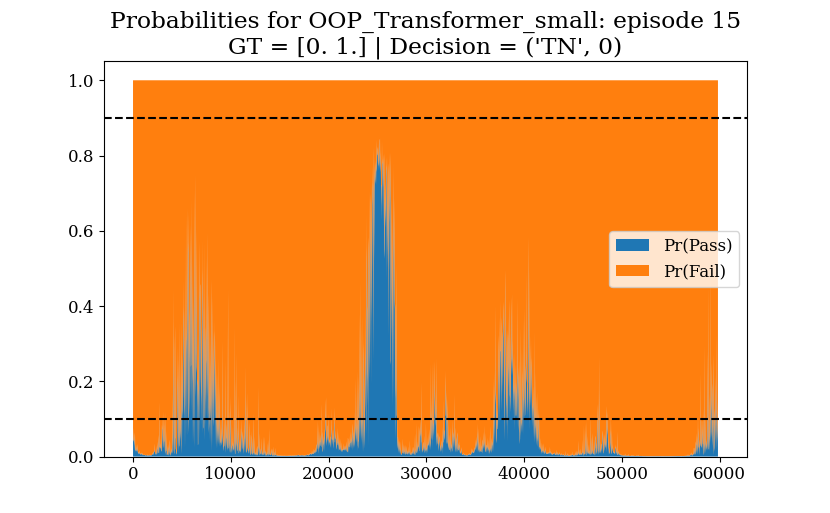 Probabilities for OOP_Transformer_small: episode 15
GT = [0. 1.] | Decision = ('TN', 0)
1.0
0.8
0.6
0.4
0.2
0.0
Pr(Pass)
Pr(Fail)
0 10000 20000 30000 40000 50000 60000